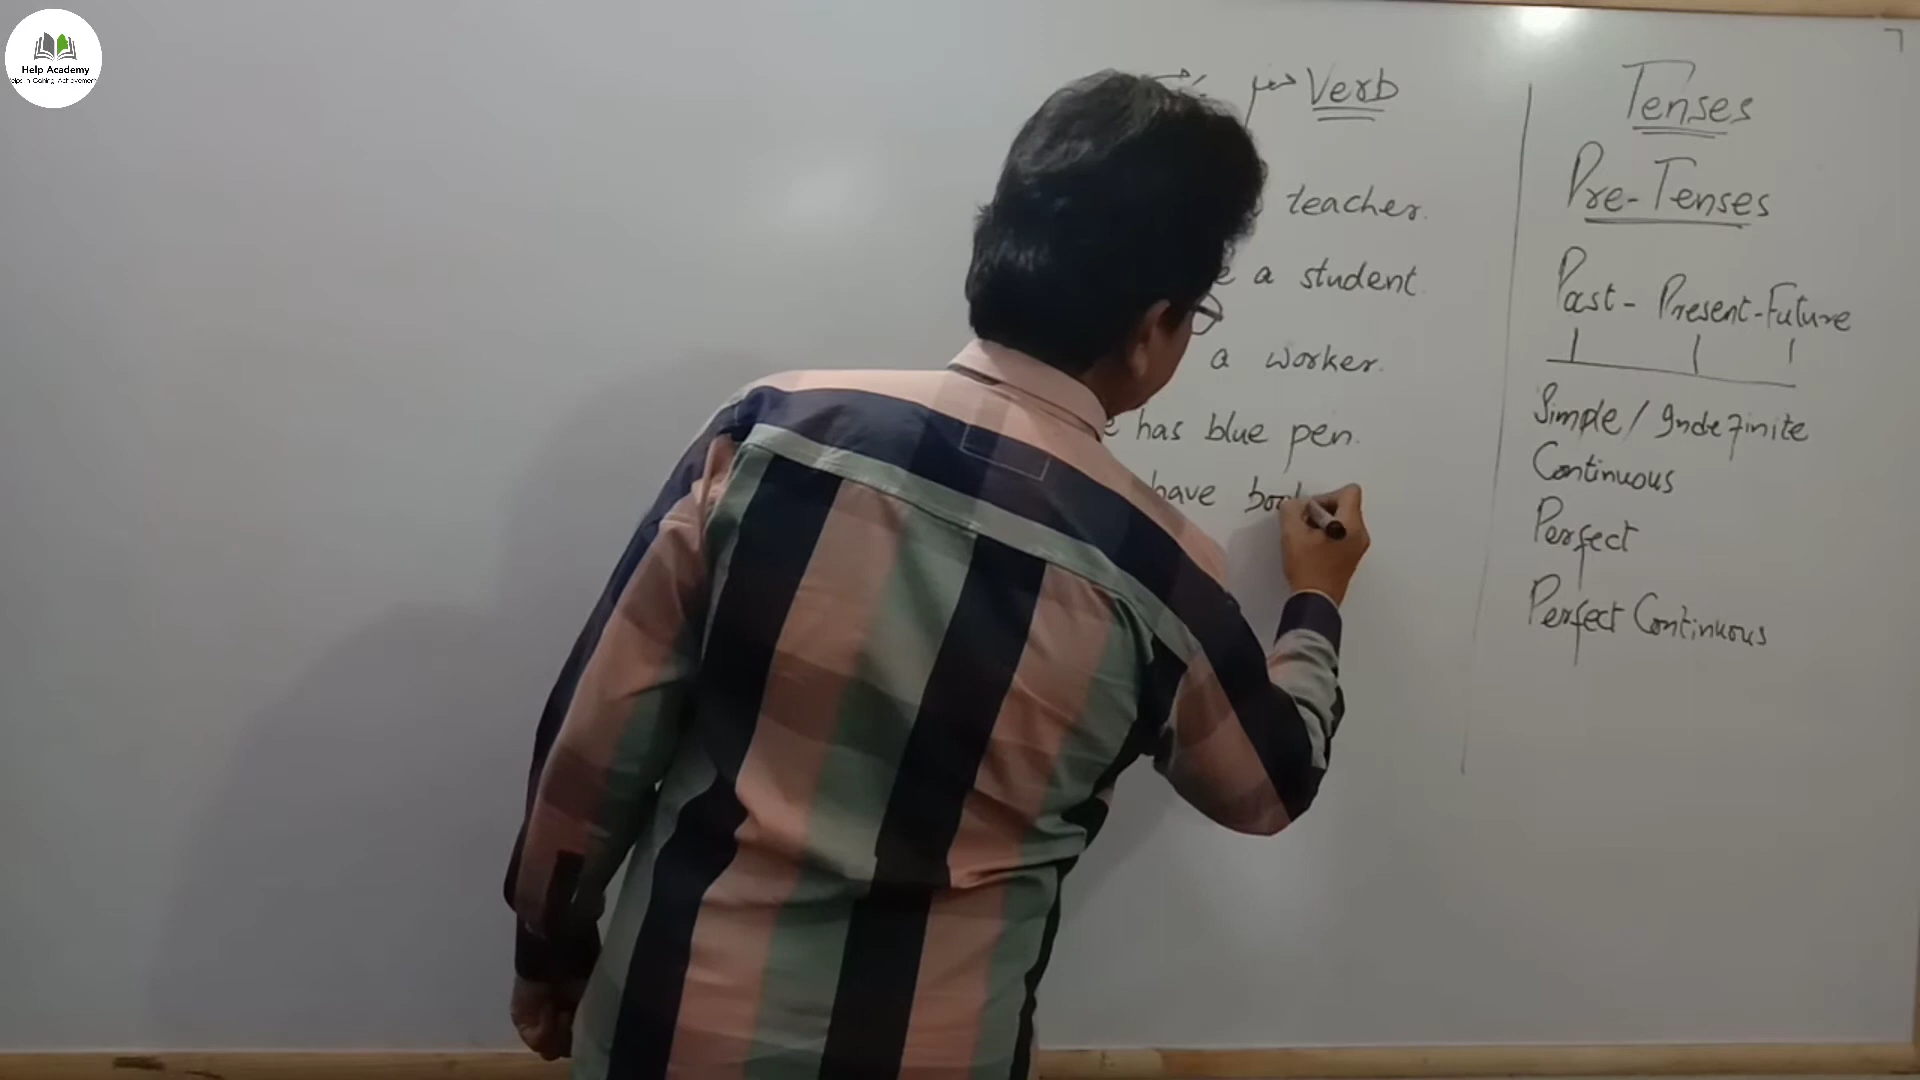 Help Academy
Verb
teacher.
a student
a worker.
has blue pen.
have
Tenses
Pre-Tenses
Past - Present - Future
Simple / Indefinite
Continuous
Perfect
Perfect Continuous